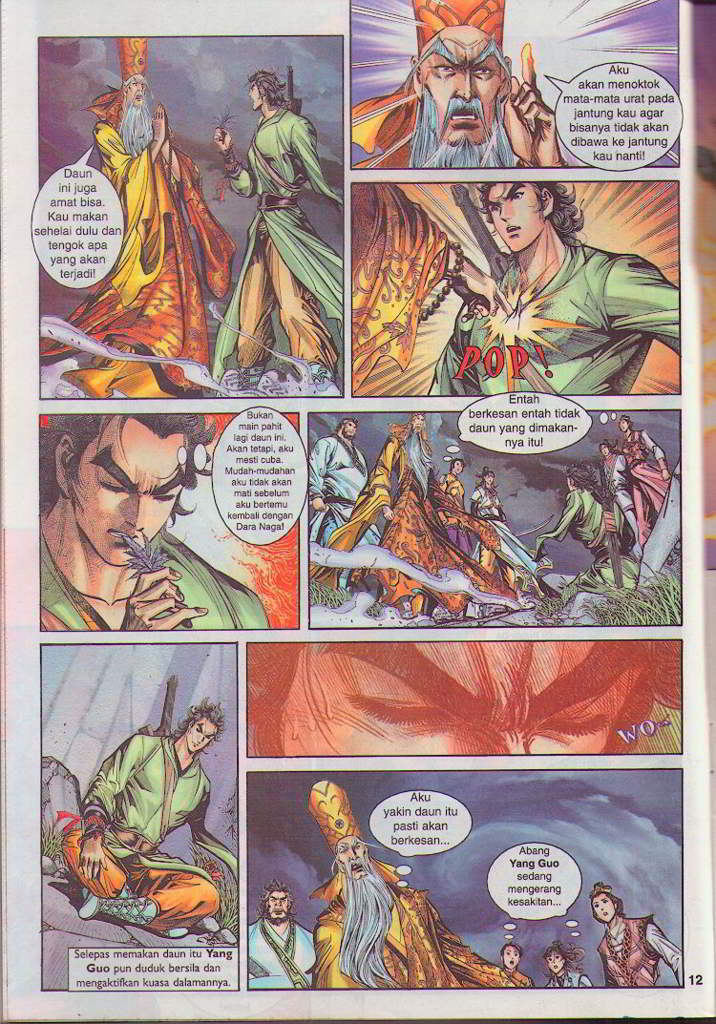 Daun
ini juga
amat bisa.
Kau makan
sehelai dulu dan
tengok apa
yang akan
terjadi!
Aku
akan menoktok
mata-mata urat pada
jantung kau agar
bisanya tidak akan
dibawa ke jantung
kau nanti!
POP!
Bukan
main pahit
lagi daun ini.
Akan tetapi, aku
mesti cuba.
Mudah-mudahan
aku tidak akan
mati sebelum
aku bertemu
kembali dengan
Dara Naga!
Entah
berkesan entah tidak
daun yang dimakan-
nya itu!
Selepas memakan daun itu Yang
Guo pun duduk bersila dan
mengaktifkan kuasa dalamannya.
WO~
Aku
yakin daun itu
pasti akan
berkesan...
Abang
Yang Guo
sedang
mengerang
kesakitan...
12